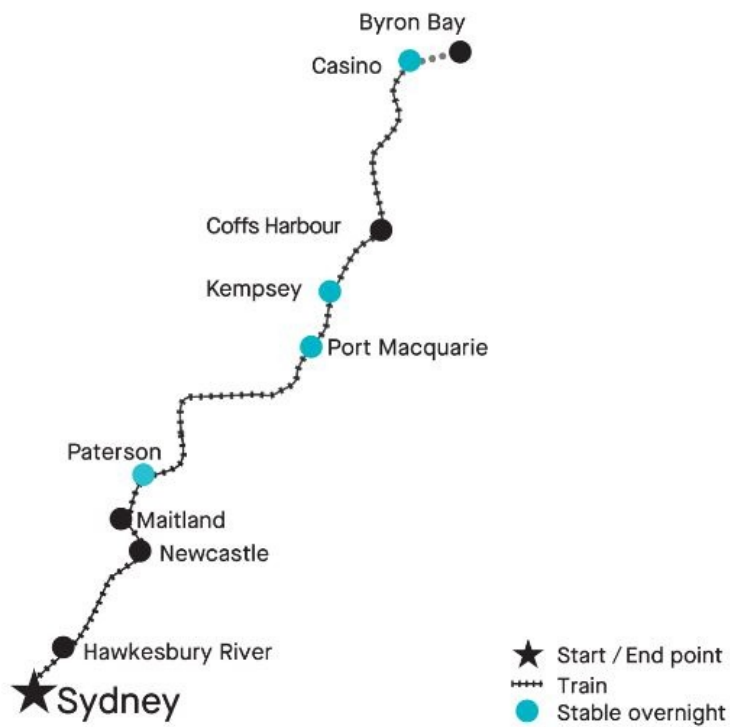 Byron Bay
Casino
Coffs Harbour
Kempsey
Port Macquarie
Paterson
Maitland
Newcastle
Hawkesbury River
Sydney
Start / End point
Train
Stable overnight